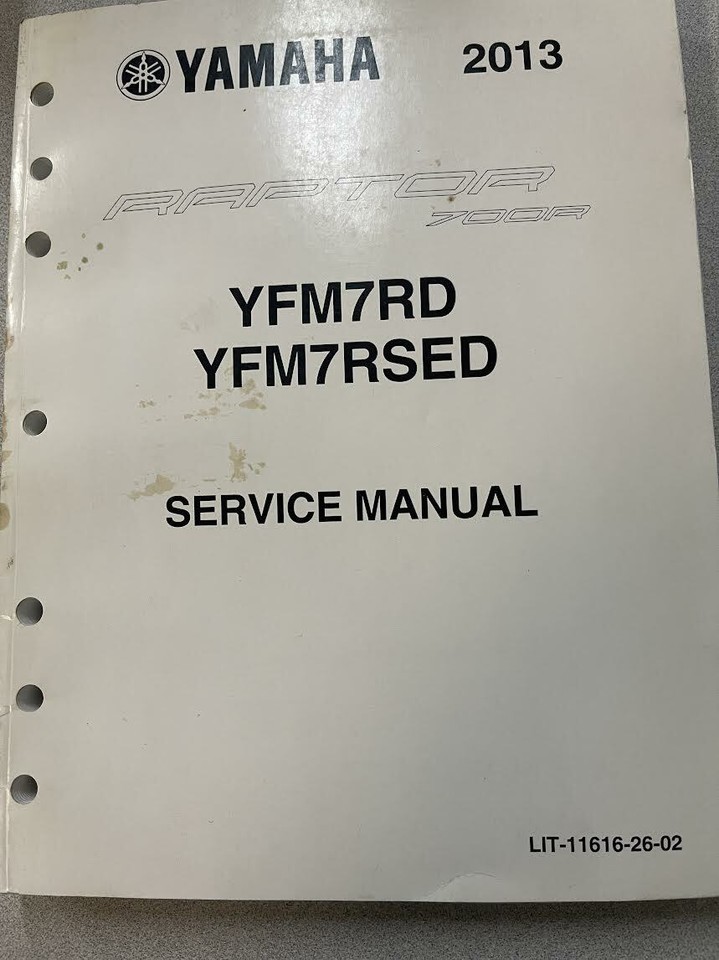 YAMAHA 2013
RAPTOR
700R
YFM7RD
YFM7RSED
SERVICE MANUAL
LIT-11616-26-02